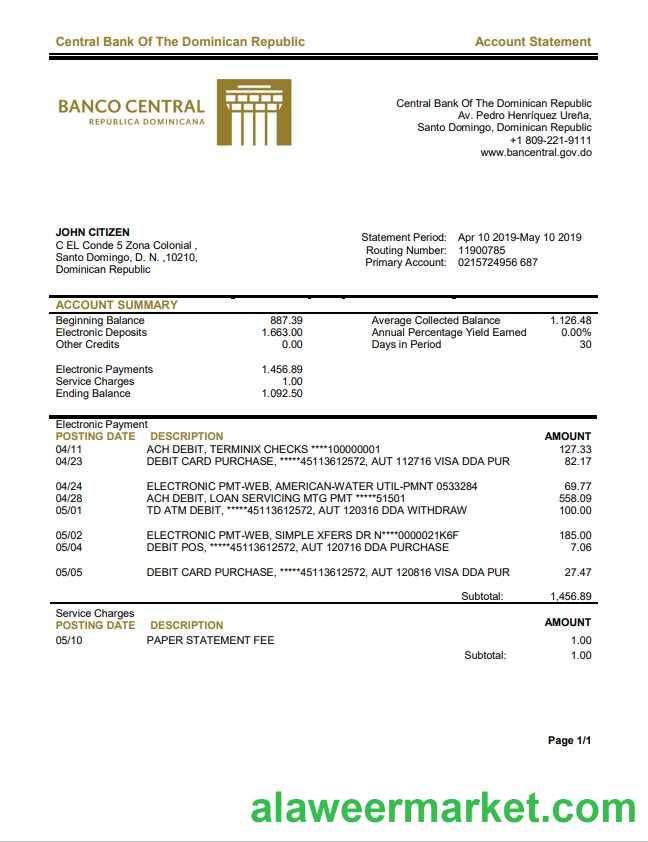 Central Bank Of The Dominican Republic Account Statement
BANCO CENTRAL
REPÚBLICA DOMINICANA
Central Bank Of The Dominican Republic
Av. Pedro Henríquez Ureña,
Santo Domingo, Dominican Republic
+1 809-221-9111
www.bancentral.gov.do
JOHN CITIZEN
C EL Conde 5 Zona Colonial ,
Santo Domingo, D. N. ,10210,
Dominican Republic
Statement Period: Apr 10 2019-May 10 2019
Routing Number: 11900785
Primary Account: 0215724956 687
ACCOUNT SUMMARY
Beginning Balance 887.39 Average Collected Balance 1.126.48
Electronic Deposits 1.663.00 Annual Percentage Yield Earned 0.00%
Other Credits 0.00 Days in Period 30
Electronic Payments 1.456.89
Service Charges 1.00
Ending Balance 1.092.50
Electronic Payment
POSTING DATE DESCRIPTION AMOUNT
04/11 ACH DEBIT, TERMINIX CHECKS ****100000001 127.33
04/23 DEBIT CARD PURCHASE, *****45113612572, AUT 112716 VISA DDA PUR 82.17
04/24 ELECTRONIC PMT-WEB, AMERICAN-WATER UTIL-PMNT 0533284 69.77
04/28 ACH DEBIT, LOAN SERVICING MTG PMT *****51501 558.09
05/01 TD ATM DEBIT, *****45113612572, AUT 120316 DDA WITHDRAW 100.00
05/02 ELECTRONIC PMT-WEB, SIMPLE XFERS DR N****0000021K6F 185.00
05/04 DEBIT POS, *****45113612572, AUT 120716 DDA PURCHASE 7.06
05/05 DEBIT CARD PURCHASE, *****45113612572, AUT 120816 VISA DDA PUR 27.47
Subtotal: 1,456.89
Service Charges
POSTING DATE DESCRIPTION AMOUNT
05/10 PAPER STATEMENT FEE 1.00
Subtotal: 1.00
Page 1/1
alaweermarket.com